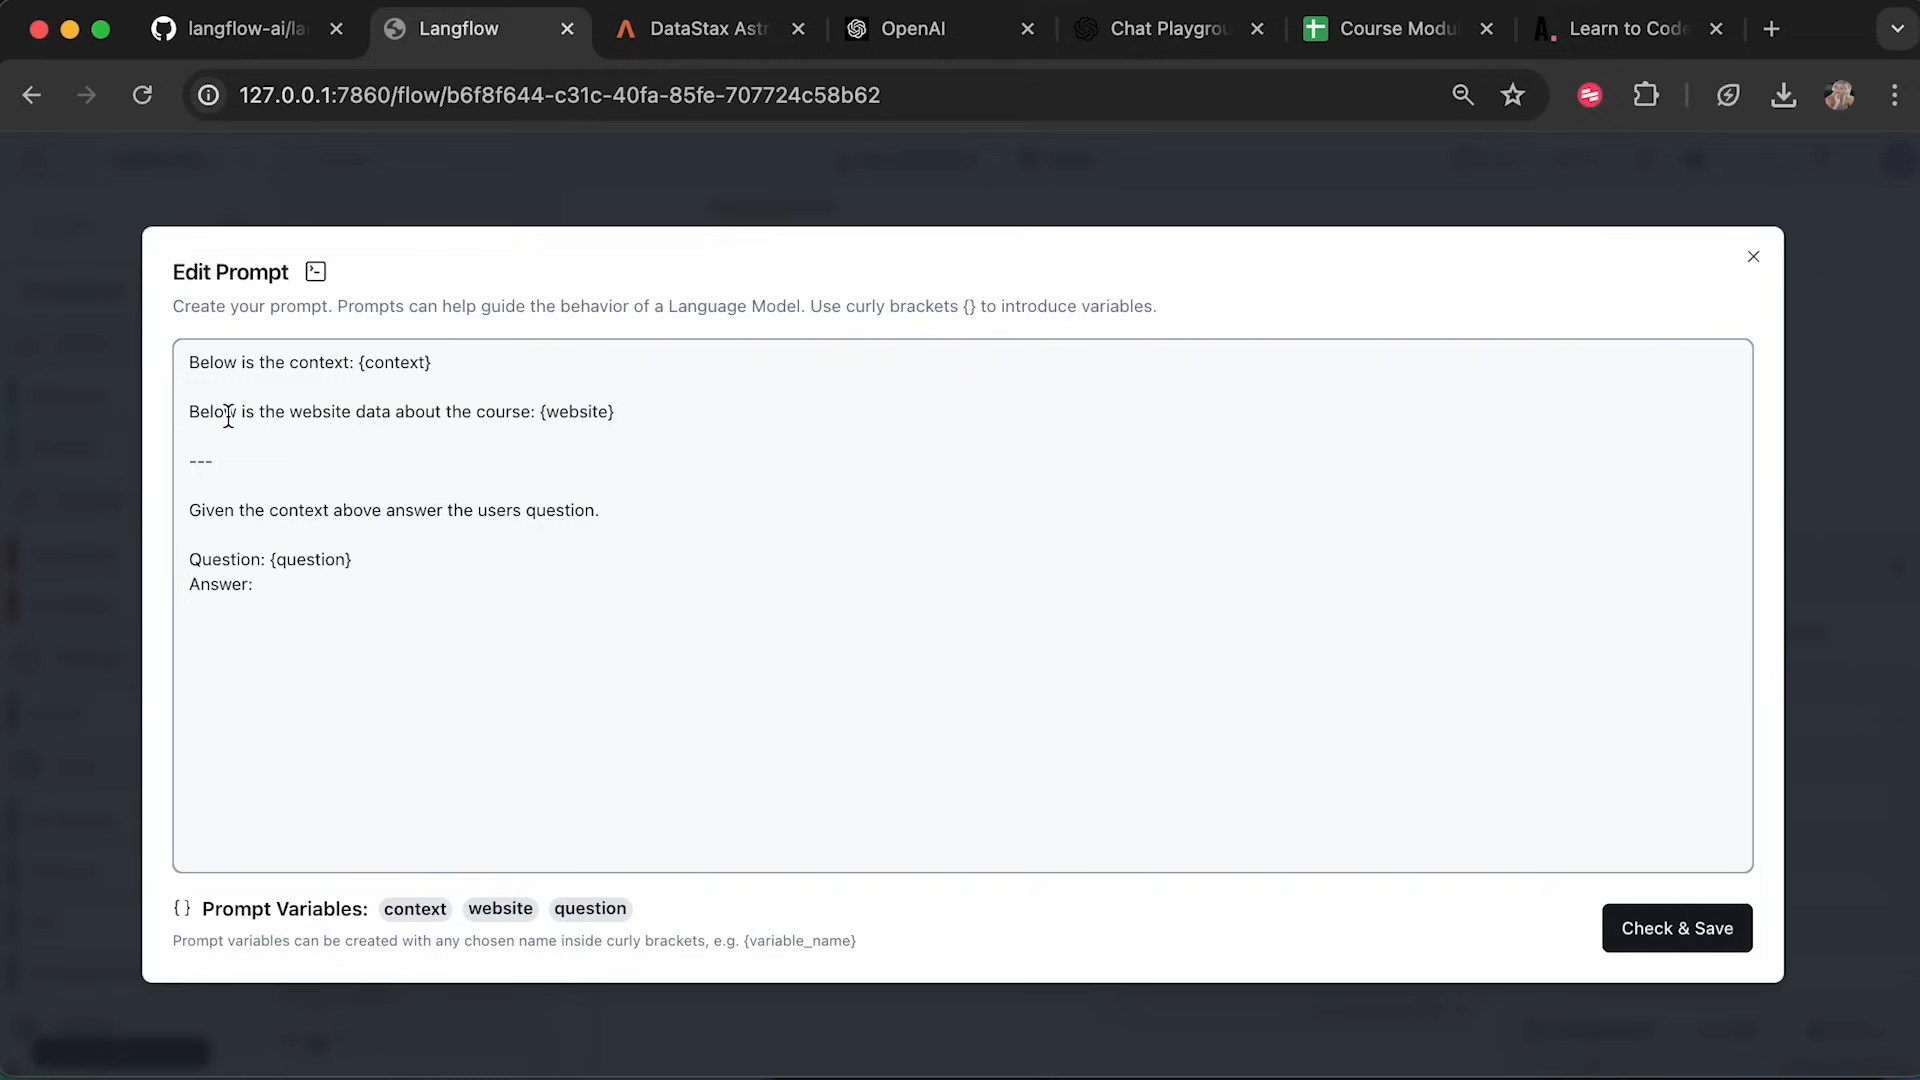 langflow-ai/la
Langflow
DataStax Astr
OpenAI
Chat Playgrou
Course Modul
Learn to Code
127.0.0.1:7860/flow/b6f8f644-c31c-40fa-85fe-707724c58b62
Edit Prompt
Create your prompt. Prompts can help guide the behavior of a Language Model. Use curly brackets {} to introduce variables.
Below is the context: {context}
Below is the website data about the course: {website}
---
Given the context above answer the users question.
Question: {question}
Answer:
{} Prompt Variables: context website question
Prompt variables can be created with any chosen name inside curly brackets, e.g. {variable_name}
Check & Save